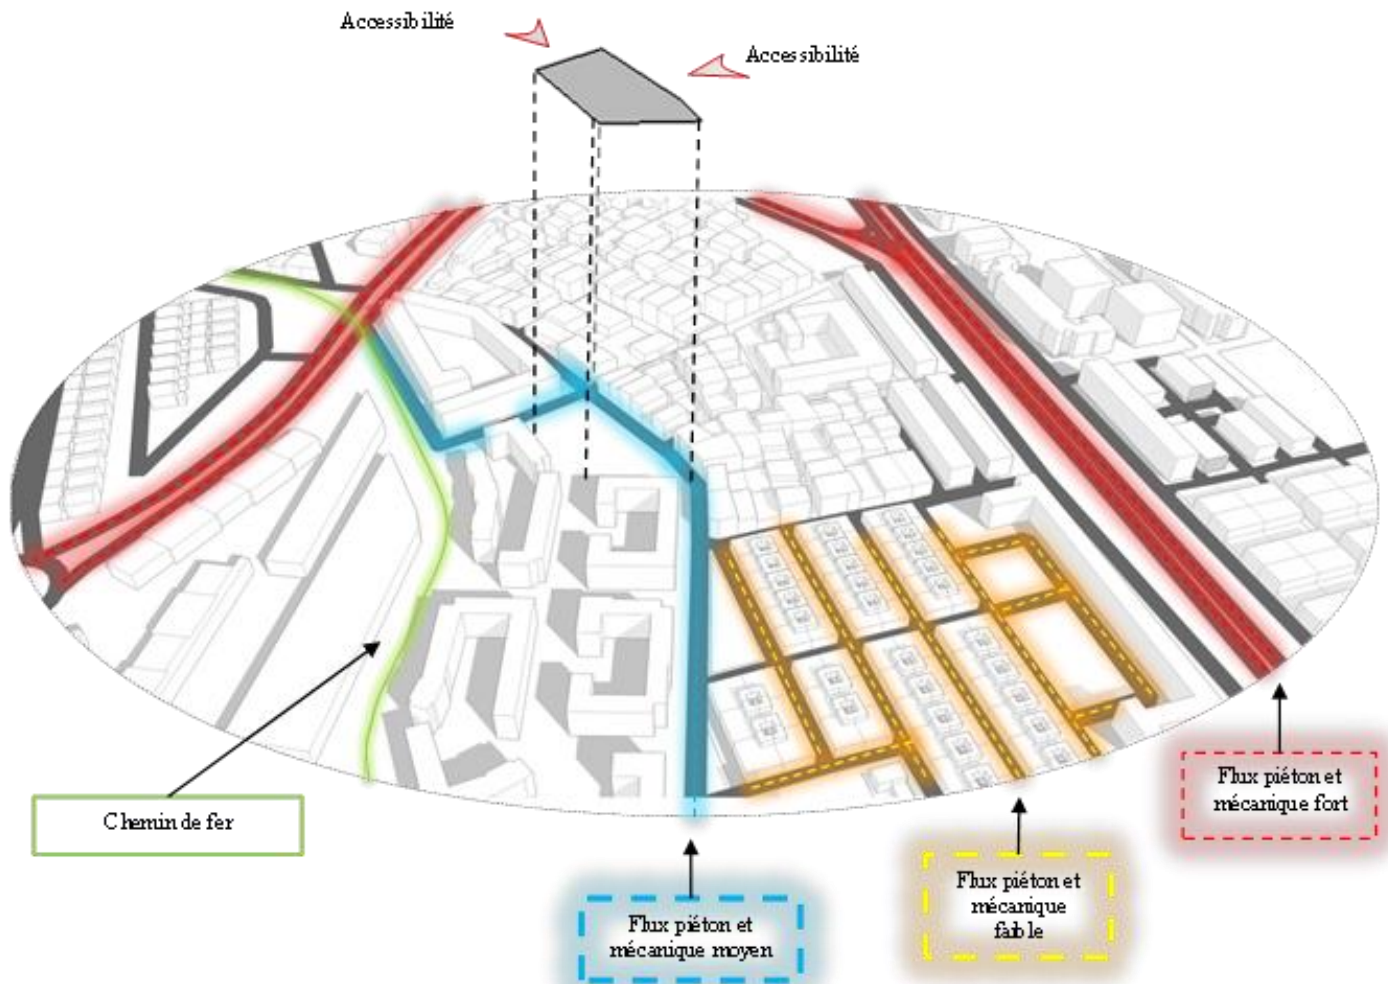 Accessibilité
Accessibilité
Chemin de fer
Flux piéton et
mécanique fort
Flux piéton et
mécanique
faible
Flux piéton et
mécanique moyen